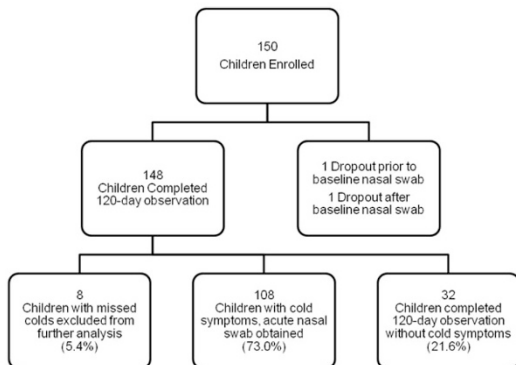 150
Children Enrolled
148
Children Completed
120-day observation
1 Dropout prior to
baseline nasal swab
1 Dropout after
baseline nasal swab
8
Children with missed
colds excluded from
further analysis
(5.4%)
108
Children with cold
symptoms, acute nasal
swab obtained
(73.0%)
32
Children completed
120-day observation
without cold symptoms
(21.6%)